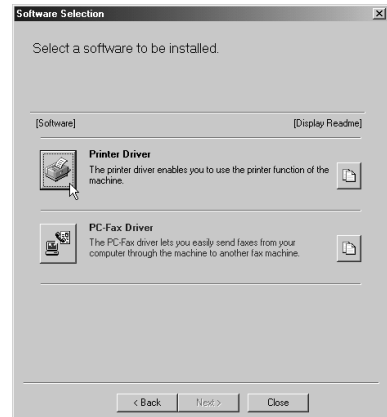 Software Selection
Select a software to be installed.
[Software] [Display Readme]
Printer Driver
The printer driver enables you to use the printer function of the
machine.
PC-Fax Driver
The PC-Fax driver lets you easily send faxes from your
computer through the machine to another fax machine.
< Back Next > Close